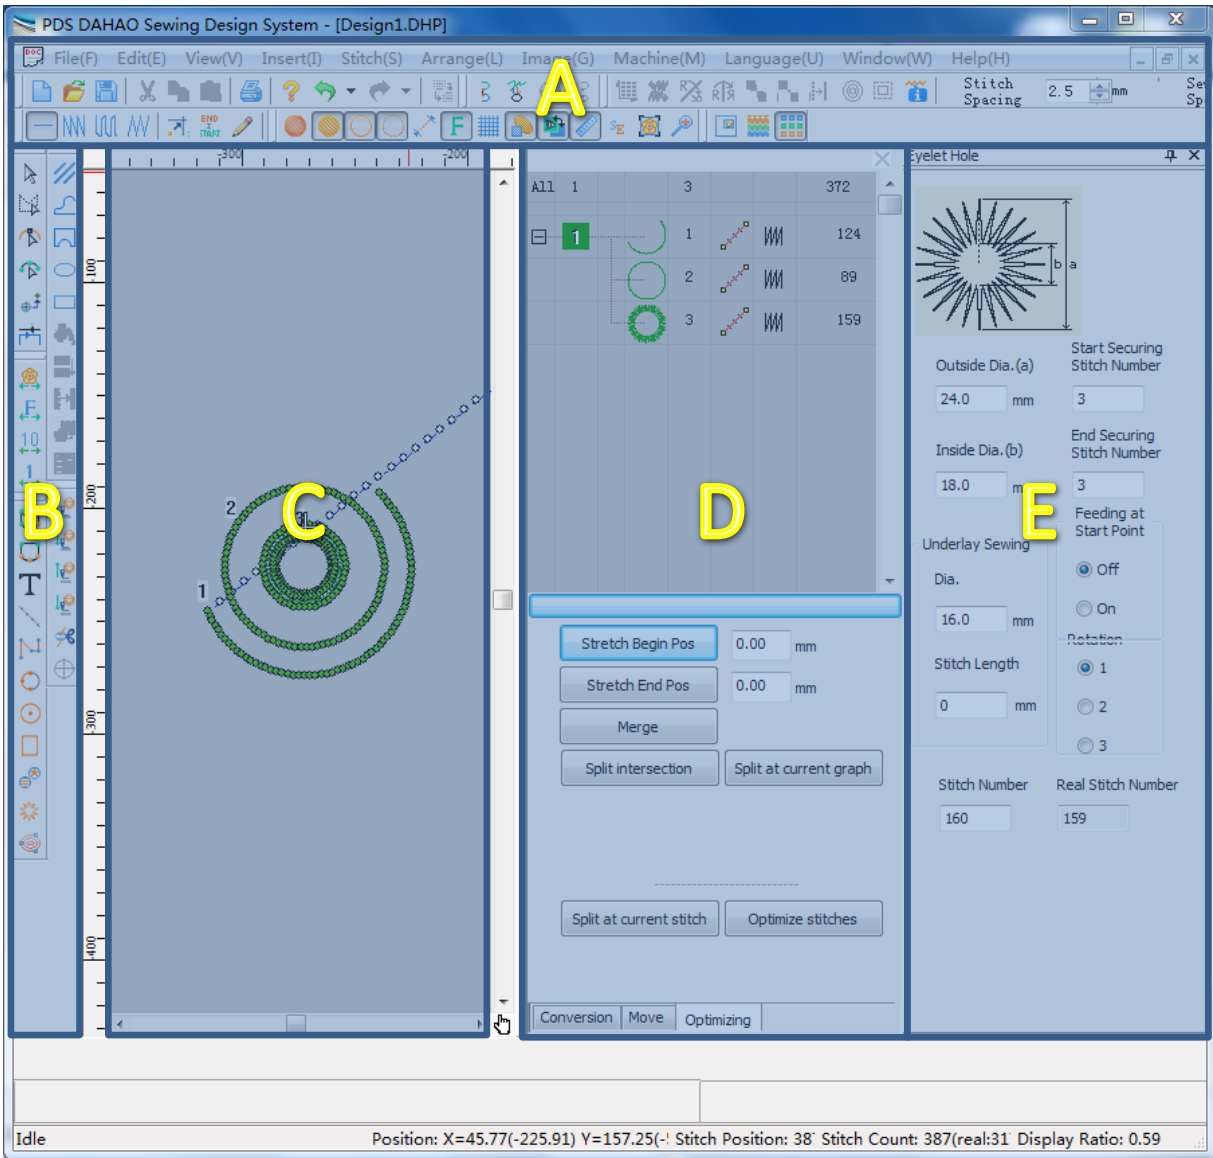 PDS DAHAO Sewing Design System - [Design1.DHP]
DOC File(F) Edit(E) View(V) Insert(I) Stitch(S) Arrange(L) Image(G) Machine(M) Language(U) Window(W) Help(H)
A
Stitch Spacing 2.5 mm
END
START
F
SE
-300 -200
Eyelet Hole
All 1 3 372
1 1 124
2 89
3 159
b a
-100
Outside Dia.(a)
Start Securing
Stitch Number
24.0 mm 3
Inside Dia.(b)
End Securing
Stitch Number
18.0 3
F
10
1
-200
B C D E
2
1
T
Feeding at
Start Point
Underlay Sewing
Off
Dia.
On
16.0 mm
Rotation
Stretch Begin Pos 0.00 mm
Stitch Length
1
Stretch End Pos 0.00 mm
0 mm
2
-300
Merge
3
Split intersection Split at current graph
Stitch Number Real Stitch Number
160 159
Split at current stitch Optimize stitches
-400
Conversion Move Optimizing
Idle Position: X=45.77(-225.91) Y=157.25(-5 Stitch Position: 38 Stitch Count: 387(real:31 Display Ratio: 0.59